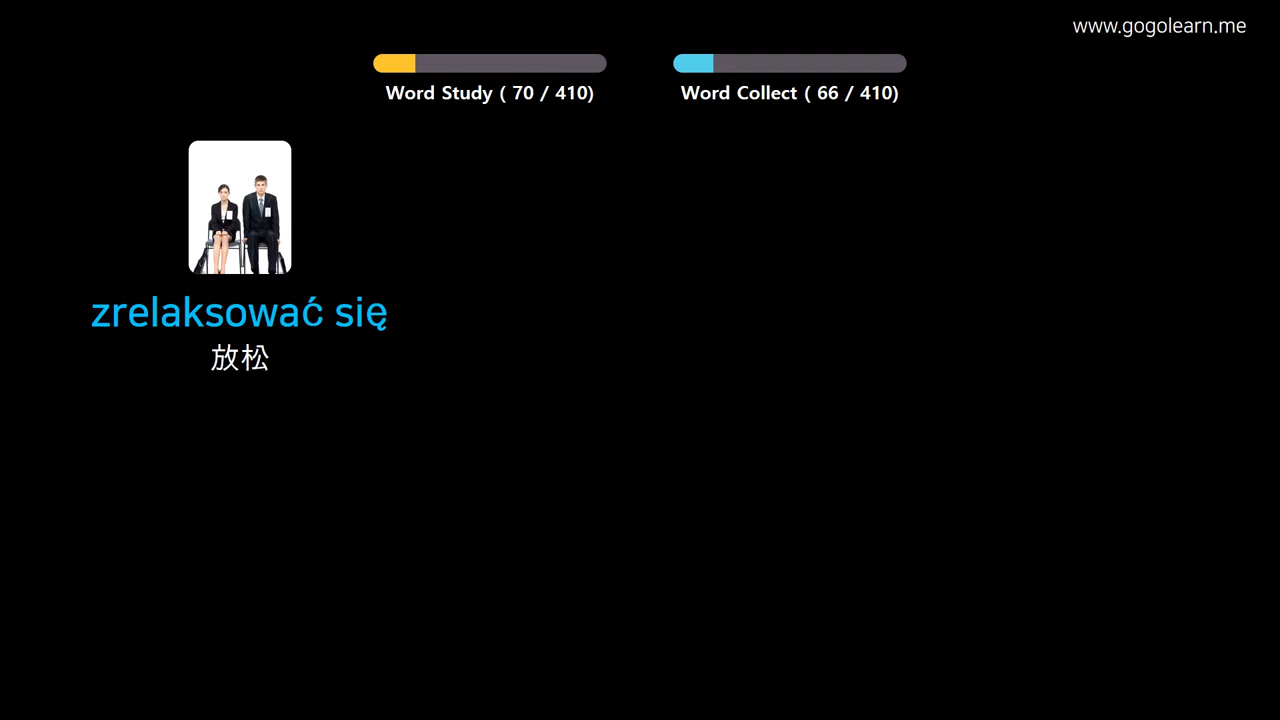 www.gogolearn.me
Word Study ( 70 / 410)
Word Collect ( 66 / 410)
zrelaksować się
放松